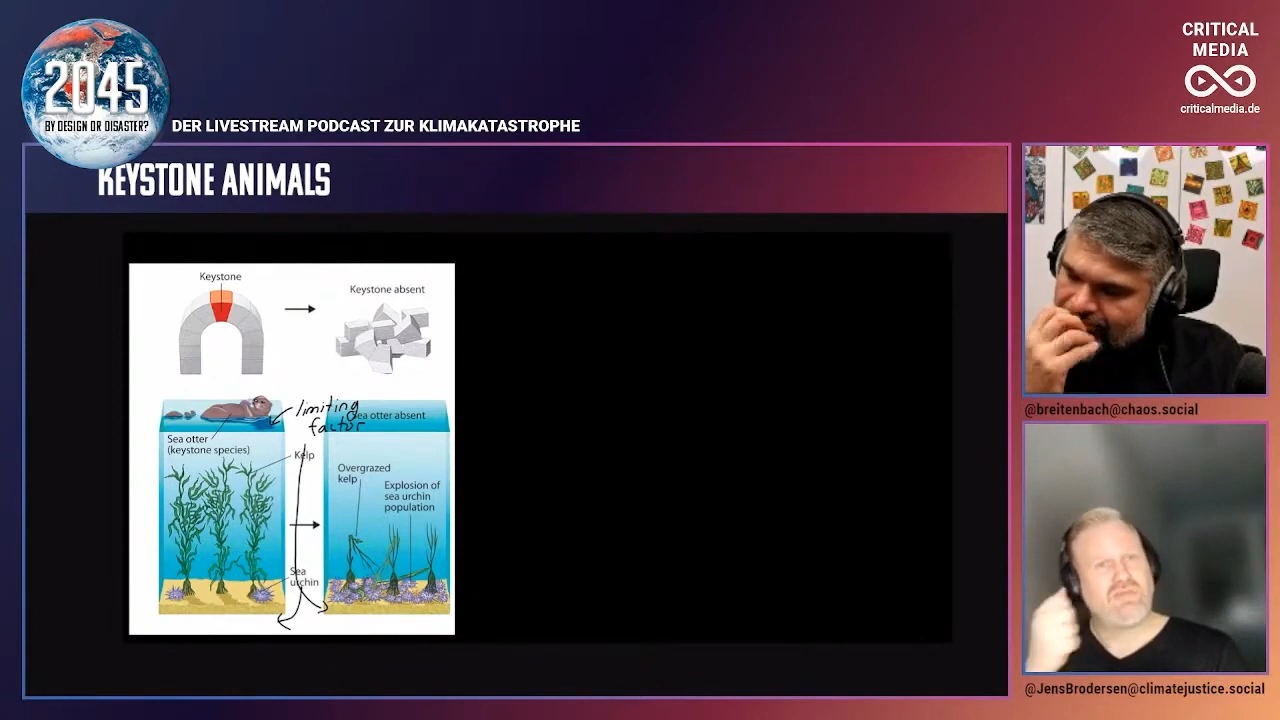 CRITICAL
MEDIA
criticalmedia.de
2045
BY DESIGN OR DISASTER?
DER LIVESTREAM PODCAST ZUR KLIMAKATASTROPHE
KEYSTONE ANIMALS
Keystone
Keystone absent
limiting
factor
Sea otter absent
Sea otter
(keystone species)
Kelp
Overgrazed
kelp
Explosion of
sea urchin
population
Sea
urchin
@breitenbach@chaos.social
@JensBrodersen@climatejustice.social